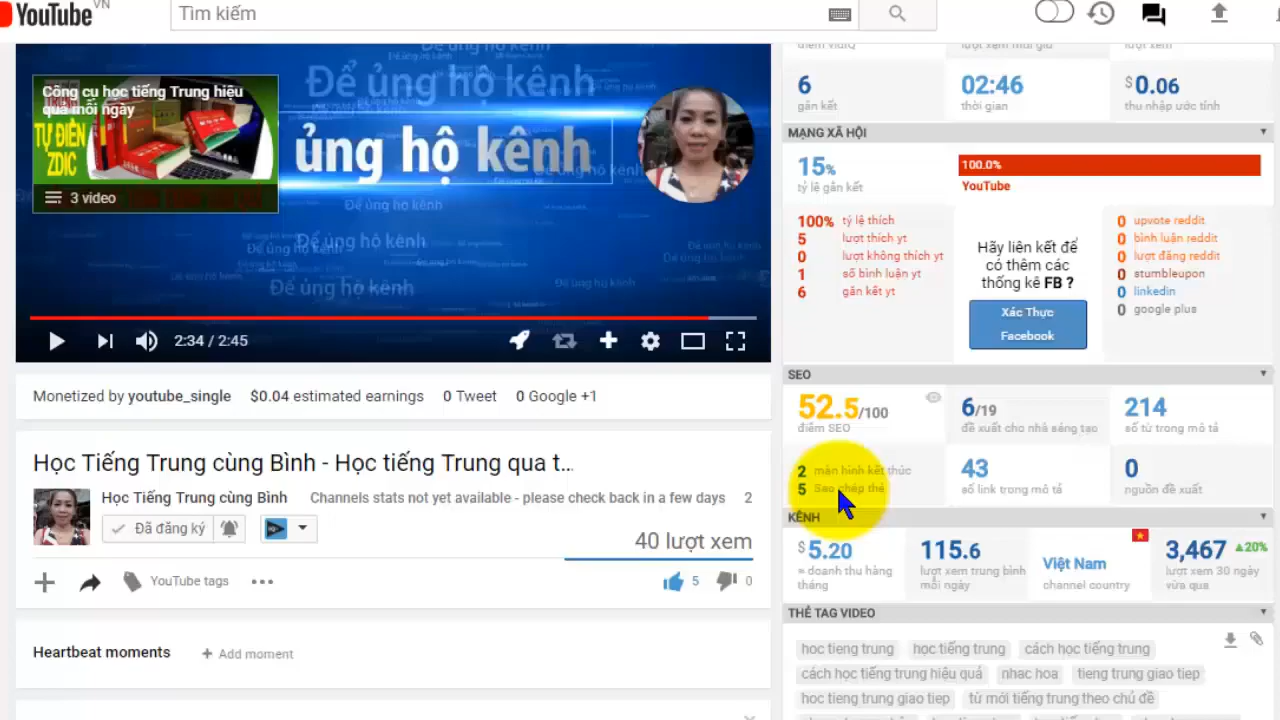 YouTube VN
Tìm kiếm
Để ủng hộ kênh
Công cụ học tiếng Trung hiệu
quả mỗi ngày
TỰ ĐIỂN
ZDIC
3 video
ủng hộ kênh
Để ủng hộ kênh
Để ủng hộ kênh
Để ủng hộ kênh
2:34 / 2:45
Monetized by youtube_single $0.04 estimated earnings 0 Tweet 0 Google +1
Học Tiếng Trung cùng Bình - Học tiếng Trung qua t...
Học Tiếng Trung cùng Bình Channels stats not yet available - please check back in a few days 2
Đã đăng ký
40 lượt xem
YouTube tags
5
0
Heartbeat moments
Add moment
điểm vidIQ
lượt xem mỗi giờ
lượt xem
6
gắn kết
02:46
thời gian
$0.06
thu nhập ước tính
MẠNG XÃ HỘI
15%
tỷ lệ gắn kết
100.0%
YouTube
100% tỷ lệ thích
5 lượt thích yt
0 lượt không thích yt
1 số bình luận yt
6 gắn kết yt
Hãy liên kết để
có thêm các
thống kê FB ?
Xác Thực
Facebook
0 upvote reddit
0 bình luận reddit
0 lượt đăng reddit
0 stumbleupon
0 linkedin
0 google plus
SEO
52.5/100
điểm SEO
6/19
đề xuất cho nhà sáng tạo
214
số từ trong mô tả
2 màn hình kết thúc
5 Sao chép thẻ
43
số link trong mô tả
0
nguồn đề xuất
KÊNH
$5.20
≈ doanh thu hàng
tháng
115.6
lượt xem trung bình
mỗi ngày
Việt Nam
channel country
3,467 ▲20%
lượt xem 30 ngày
vừa qua
THẺ TAG VIDEO
hoc tieng trung
học tiếng trung
cách học tiếng trung
cách học tiếng trung hiệu quả
nhac hoa
tieng trung giao tiep
hoc tieng trung giao tiep
từ mới tiếng trung theo chủ đề